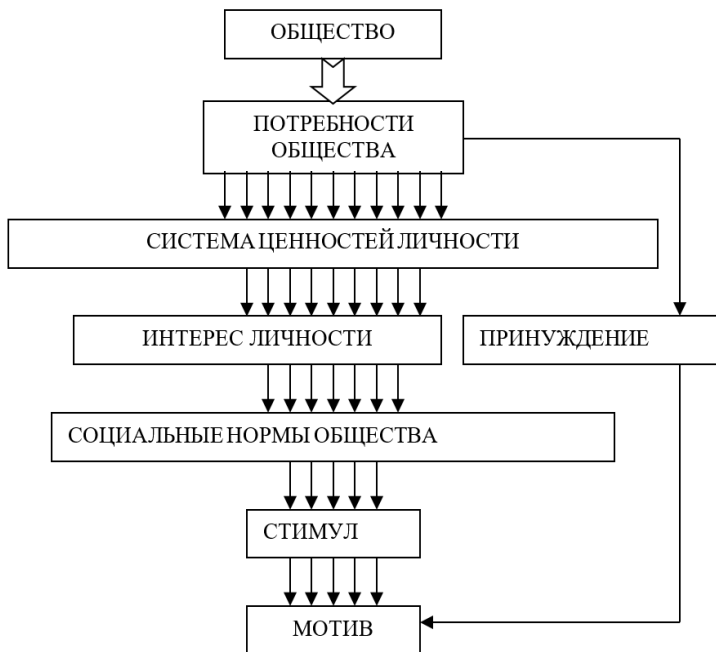 ОБЩЕСТВО
ПОТРЕБНОСТИ
ОБЩЕСТВА
СИСТЕМА ЦЕННОСТЕЙ ЛИЧНОСТИ
ИНТЕРЕС ЛИЧНОСТИ
ПРИНУЖДЕНИЕ
СОЦИАЛЬНЫЕ НОРМЫ ОБЩЕСТВА
СТИМУЛ
МОТИВ